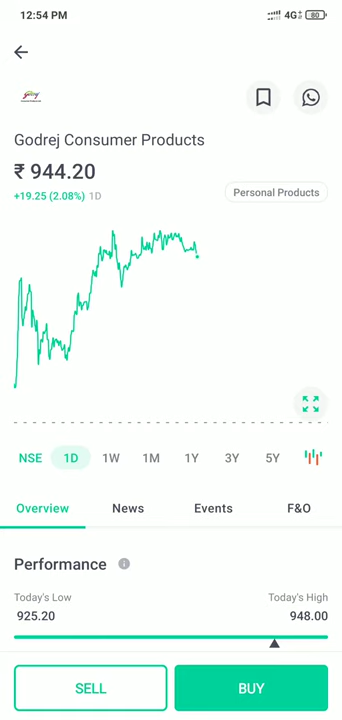 12:54 PM 4G 80
Godrej Consumer Products
₹ 944.20
+19.25 (2.08%) 1D
Personal Products
NSE 1D 1W 1M 1Y 3Y 5Y
Overview News Events F&O
Performance
Today's Low Today's High
925.20 948.00
SELL BUY